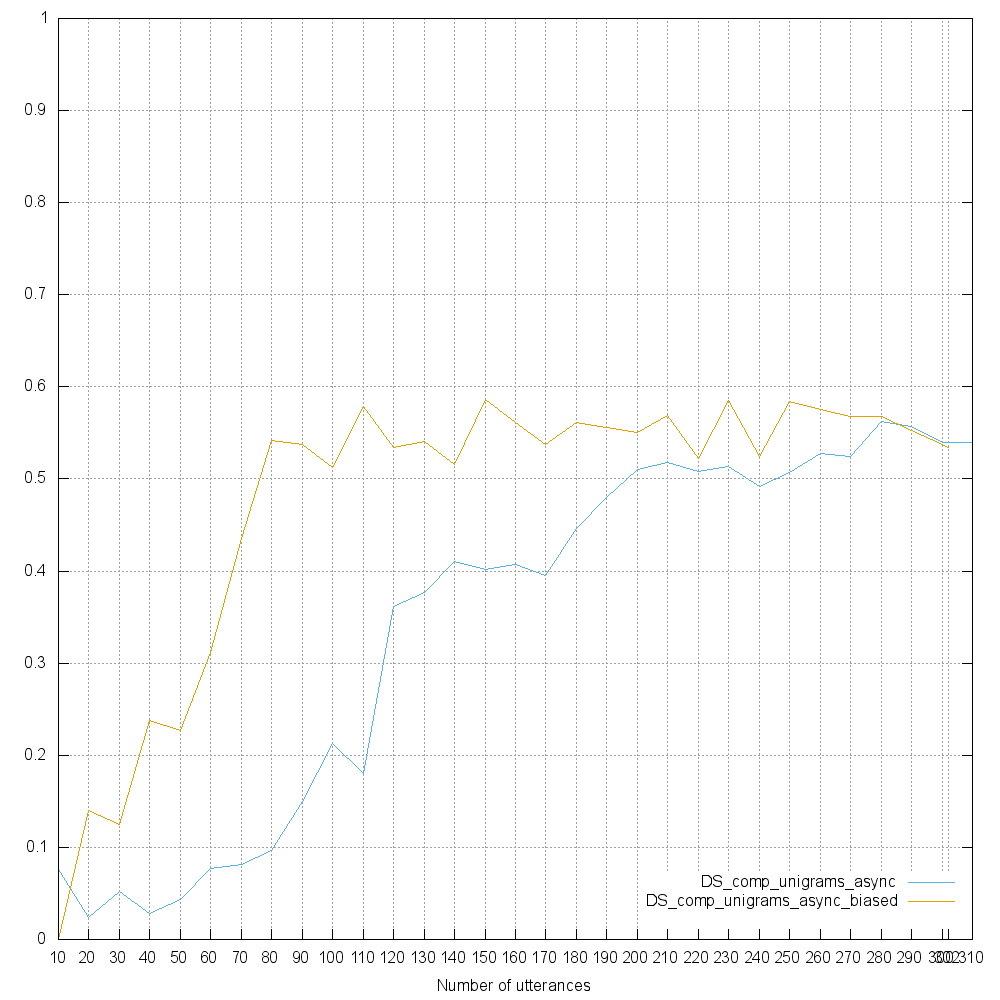 1
0.9
0.8
0.7
0.6
0.5
0.4
0.3
0.2
0.1
0
DS_comp_unigrams_async
DS_comp_unigrams_async_biased
10 20 30 40 50 60 70 80 90 100 110 120 130 140 150 160 170 180 190 200 210 220 230 240 250 260 270 280 290 300 302 310
Number of utterances